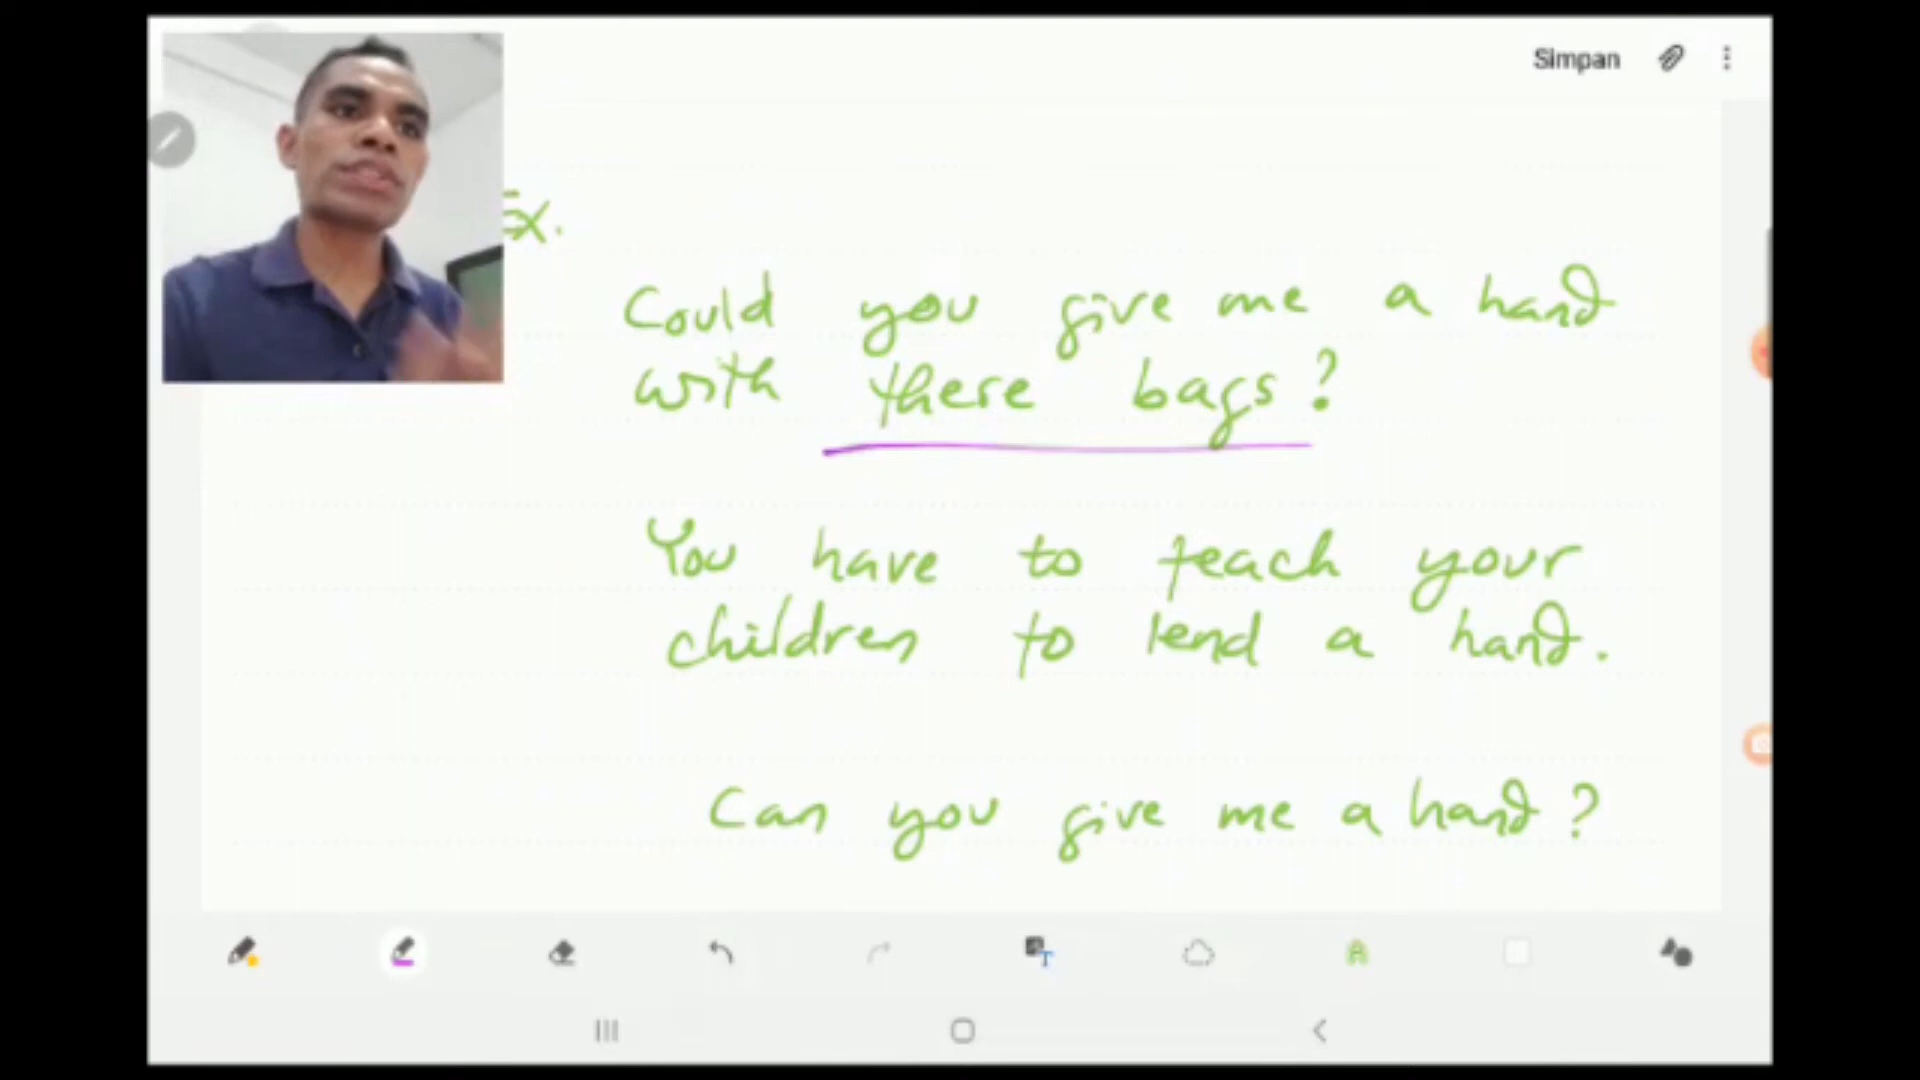 Simpan
Ex.
Could you give me a hand
with there bags?
You have to teach your
children to lend a hand.
Can you give me a hand?